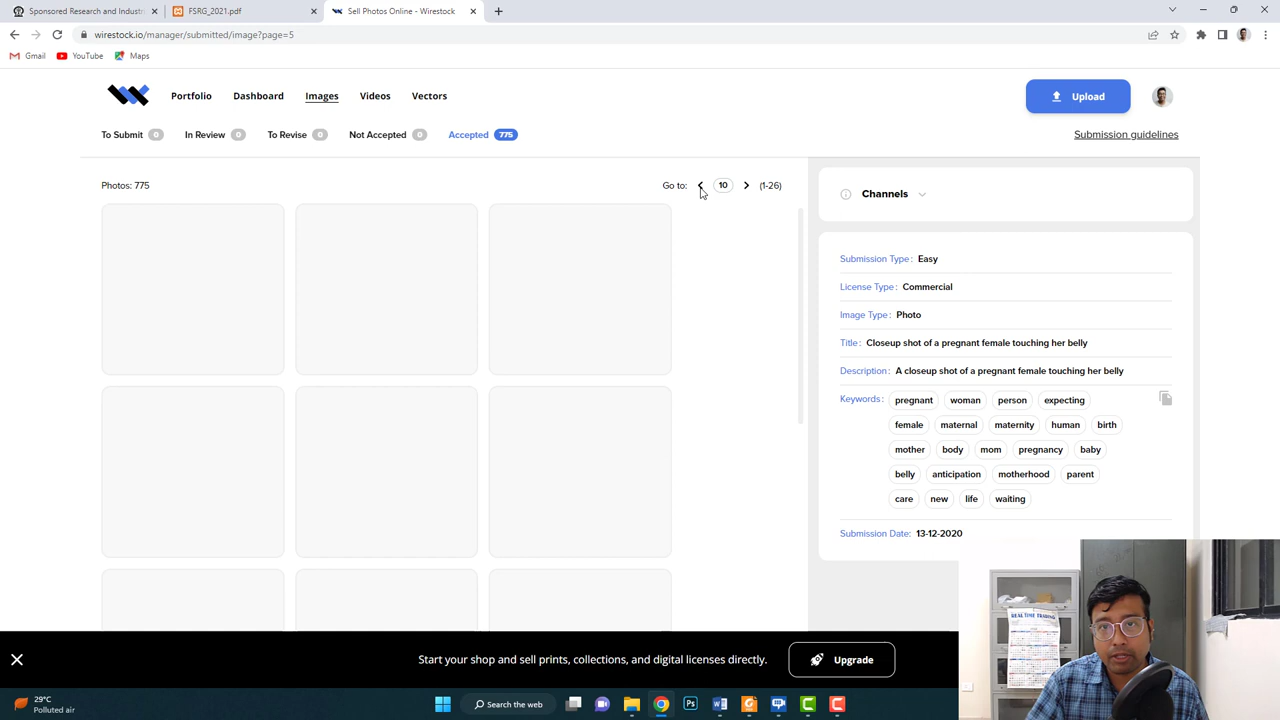 Sponsored Research and Industri
FSRG_2021.pdf
Sell Photos Online - Wirestock
wirestock.io/manager/submitted/image?page=5
Gmail
YouTube
Maps
Portfolio
Dashboard
Images
Videos
Vectors
Upload
To Submit 0
In Review 0
To Revise 0
Not Accepted 0
Accepted 775
Submission guidelines
Photos: 775
Go to: 10 (1-26)
Channels
Submission Type: Easy
License Type: Commercial
Image Type: Photo
Title: Closeup shot of a pregnant female touching her belly
Description: A closeup shot of a pregnant female touching her belly
Keywords: pregnant woman person expecting
female maternal maternity human birth
mother body mom pregnancy baby
belly anticipation motherhood parent
care new life waiting
Submission Date: 13-12-2020
REAL TIME TRADING
Start your shop and sell prints, collections, and digital licenses directly.
Upgrade
29°C
Polluted air
Search the web
Ps